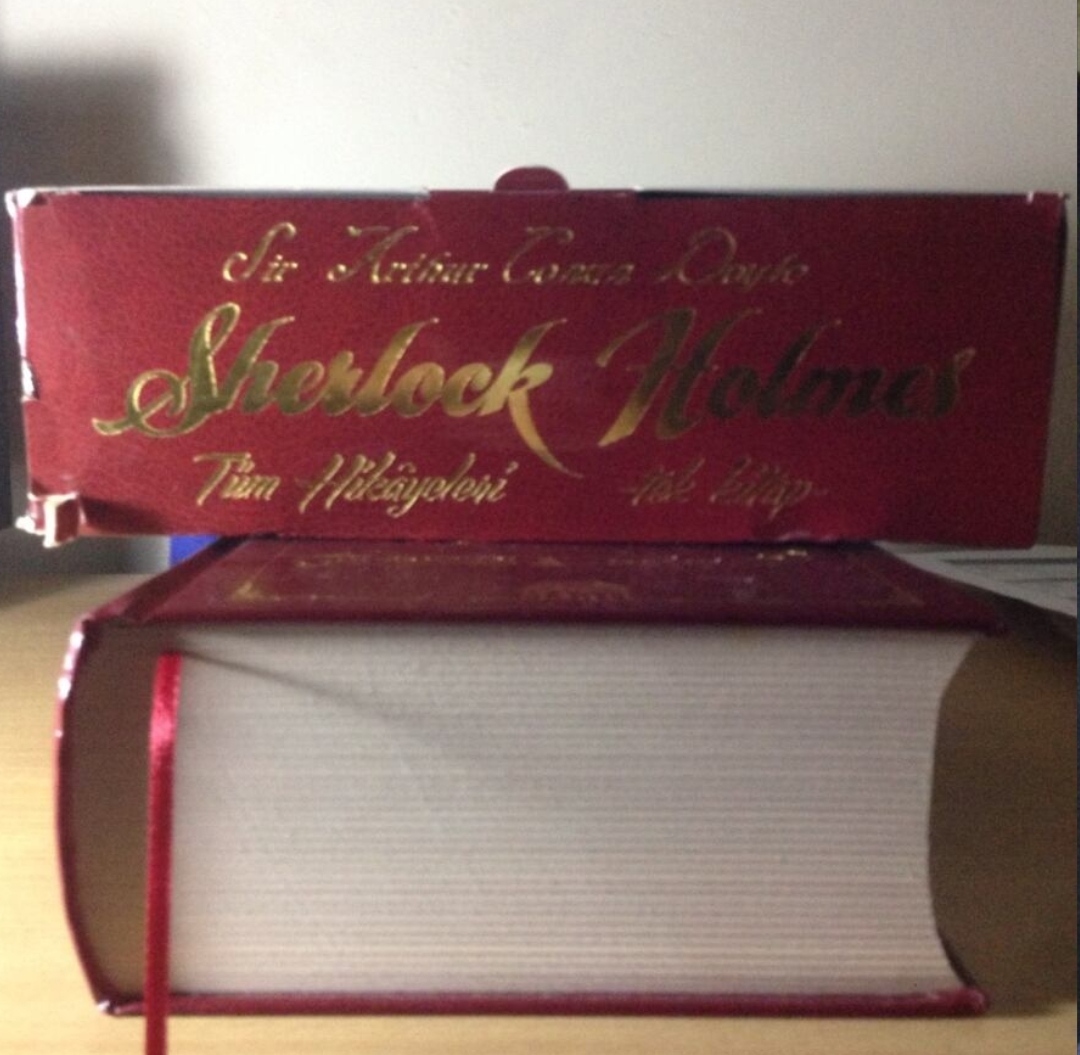 Sir Arthur Conan Doyle
Sherlock Holmes
Tüm Hikâyeleri -tek kitap-